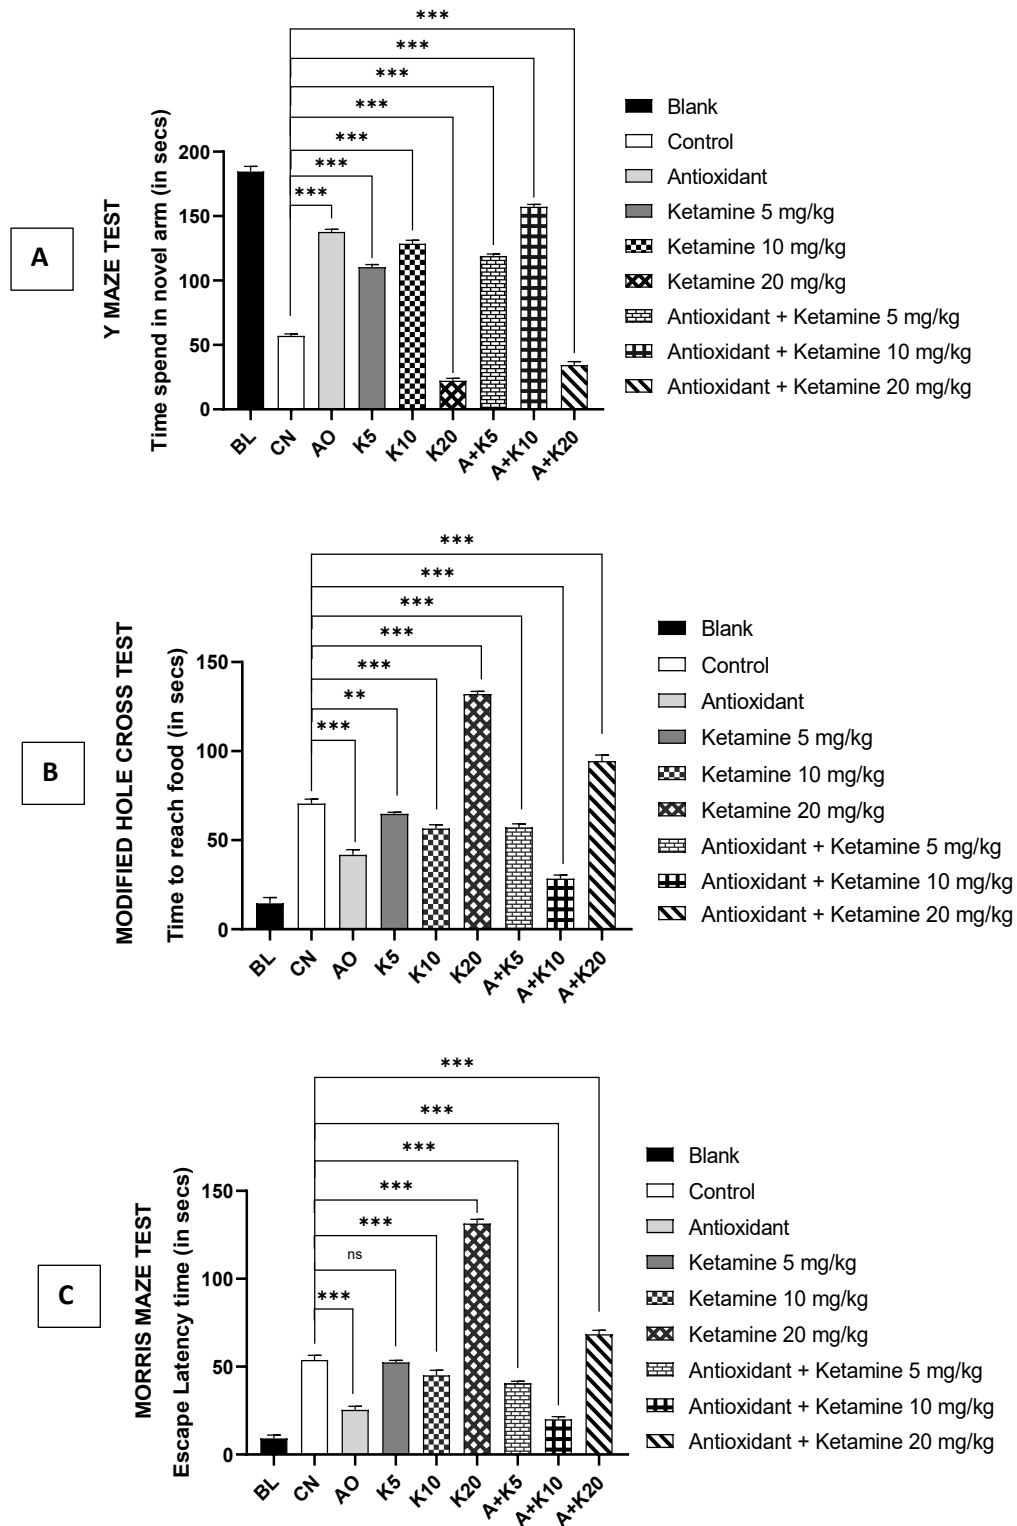 A
Y MAZE TEST
Time spend in novel arm (in secs)
200
150
100
50
0
***
***
***
***
***
***
***
BL
CN
AO
K5
K10
K20
A+K5
A+K10
A+K20
Blank
Control
Antioxidant
Ketamine 5 mg/kg
Ketamine 10 mg/kg
Ketamine 20 mg/kg
Antioxidant + Ketamine 5 mg/kg
Antioxidant + Ketamine 10 mg/kg
Antioxidant + Ketamine 20 mg/kg
B
MODIFIED HOLE CROSS TEST
Time to reach food (in secs)
150
100
50
0
***
***
***
***
***
**
***
BL
CN
AO
K5
K10
K20
A+K5
A+K10
A+K20
Blank
Control
Antioxidant
Ketamine 5 mg/kg
Ketamine 10 mg/kg
Ketamine 20 mg/kg
Antioxidant + Ketamine 5 mg/kg
Antioxidant + Ketamine 10 mg/kg
Antioxidant + Ketamine 20 mg/kg
C
MORRIS MAZE TEST
Escape Latency time (in secs)
150
100
50
0
***
***
***
***
***
ns
***
BL
CN
AO
K5
K10
K20
A+K5
A+K10
A+K20
Blank
Control
Antioxidant
Ketamine 5 mg/kg
Ketamine 10 mg/kg
Ketamine 20 mg/kg
Antioxidant + Ketamine 5 mg/kg
Antioxidant + Ketamine 10 mg/kg
Antioxidant + Ketamine 20 mg/kg